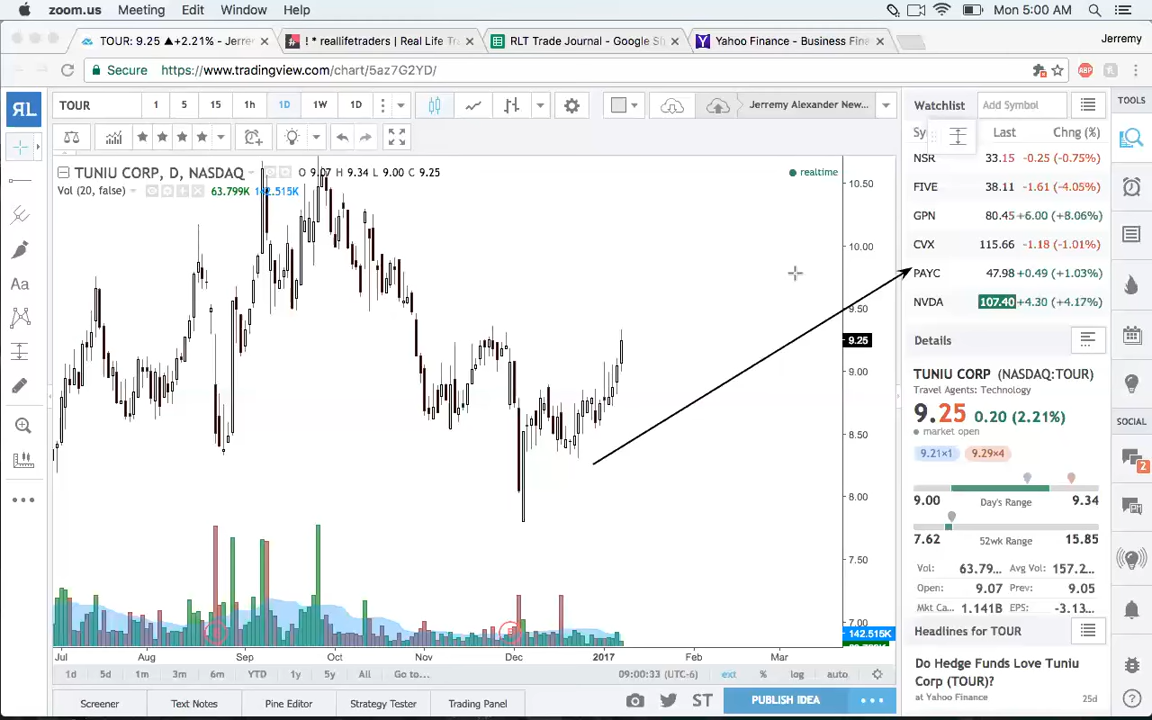 zoom.us Meeting Edit Window Help Mon 5:00 AM
TOUR: 9.25 ▲+2.21% - Jerre
! * reallifetraders | Real Life Tr
RLT Trade Journal - Google Sh
Yahoo Finance - Business Fin
Jerremy
Secure https://www.tradingview.com/chart/5az7G2YD/
ABP
RL
TOUR 1 5 15 1h 1D 1W 1D
Jerremy Alexander New...
Watchlist Add Symbol
TOOLS
Sy Last Chng (%)
NSR 33.15 -0.25 (-0.75%)
FIVE 38.11 -1.61 (-4.05%)
GPN 80.45 +6.00 (+8.06%)
CVX 115.66 -1.18 (-1.01%)
PAYC 47.98 +0.49 (+1.03%)
NVDA 107.40 +4.30 (+4.17%)
TUNIU CORP, D, NASDAQ O 9.07 H 9.34 L 9.00 C 9.25
Vol (20, false) 63.799K 142.515K
realtime
10.50
10.00
9.50
9.25
9.00
8.50
8.00
7.50
7.00
142.515K
Aa
Details
TUNIU CORP (NASDAQ:TOUR)
Travel Agents: Technology
9.25 0.20 (2.21%)
market open
9.21×1 9.29×4
9.00 Day's Range 9.34
7.62 52wk Range 15.85
Vol: 63.79... Avg Vol: 157.2...
Open: 9.07 Prev: 9.05
Mkt Ca... 1.141B EPS: -3.13...
Headlines for TOUR
Do Hedge Funds Love Tuniu
Corp (TOUR)?
at Yahoo Finance 25d
SOCIAL
2
Jul Aug Sep Oct Nov Dec 2017 Feb Mar
1d 5d 1m 3m 6m YTD 1y 5y All Go to... 09:00:33 (UTC-6) ext % log auto
Screener Text Notes Pine Editor Strategy Tester Trading Panel ST PUBLISH IDEA